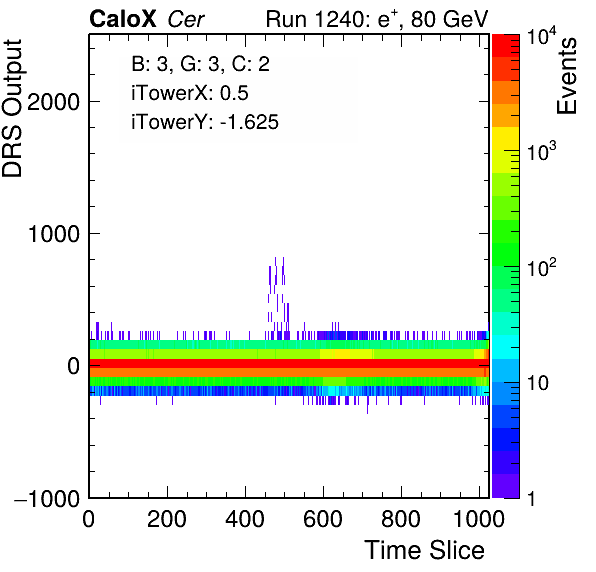 CaloX Cer Run 1240: e⁺, 80 GeV
B: 3, G: 3, C: 2
iTowerX: 0.5
iTowerY: -1.625
DRS Output
2000
1000
0
−1000
0 200 400 600 800 1000
Time Slice
Events
10⁴
10³
10²
10
1